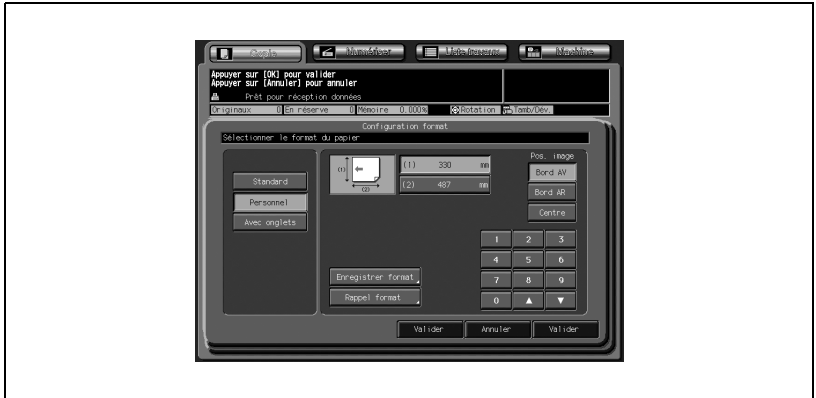 Copie Numériser Liste travaux Machine
Appuyer sur [OK] pour valider
Appuyer sur [Annuler] pour annuler
Prêt pour réception données
Originaux 0 En réserve 0 Mémoire 0.000% Rotation Tamb/Dév.
Configuration format
Sélectionner le format du papier
Pos. image
(1) (1) 330 mm Bord AV
(2) (2) 487 mm Bord AR
Standard
Personnel Centre
Avec onglets
1 2 3
4 5 6
Enregistrer format 7 8 9
Rappel format 0 ▲ ▼
Valider Annuler Valider